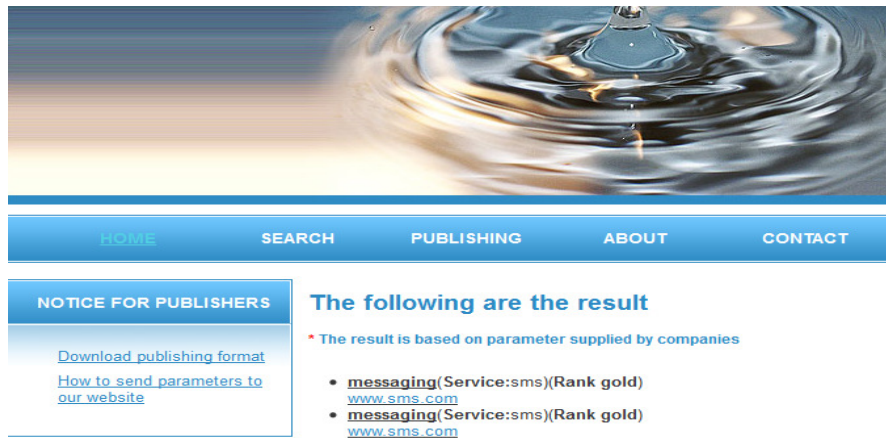 HOME SEARCH PUBLISHING ABOUT CONTACT
NOTICE FOR PUBLISHERS
Download publishing format
How to send parameters to
our website
The following are the result
* The result is based on parameter supplied by companies
• messaging(Service:sms)(Rank gold)
www.sms.com
• messaging(Service:sms)(Rank gold)
www.sms.com